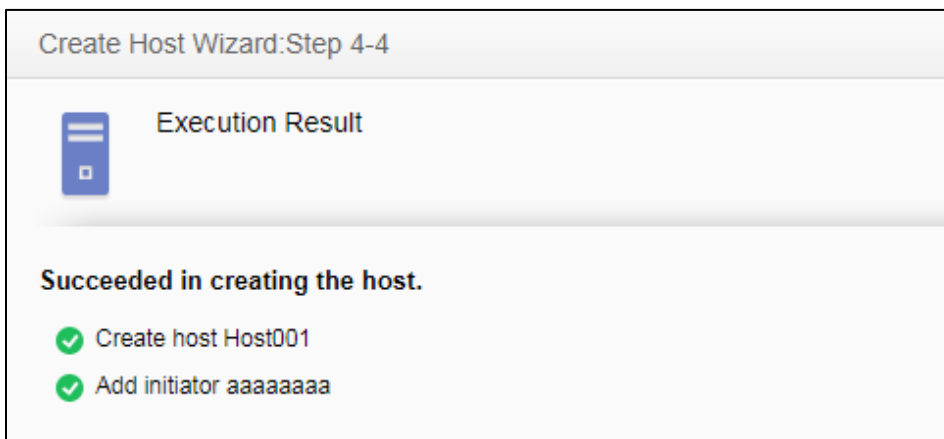 Create Host Wizard:Step 4-4
Execution Result
Succeeded in creating the host.
Create host Host001
Add initiator aaaaaaaa